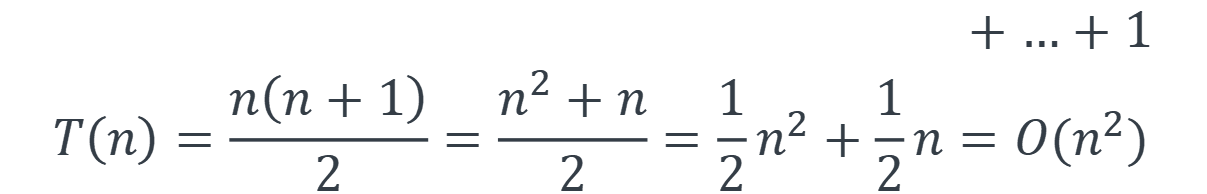 + ... + 1
T(n) = n(n + 1)/2 = n² + n/2 = 1/2 n² + 1/2 n = O(n²)